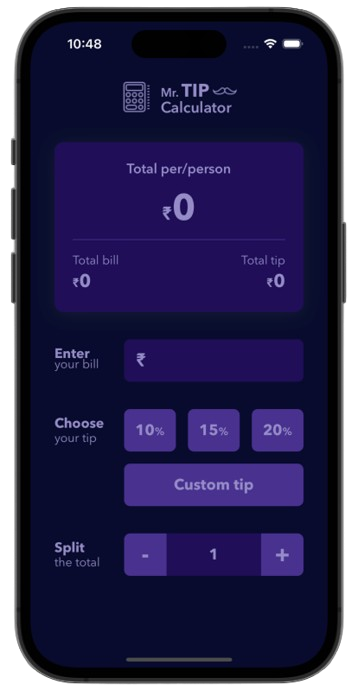 10:48
Mr. TIP
Calculator
Total per/person
₹0
Total bill
Total tip
₹0
₹0
Enter
your bill
₹
Choose
your tip
10%
15%
20%
Custom tip
Split
the total
-
1
+